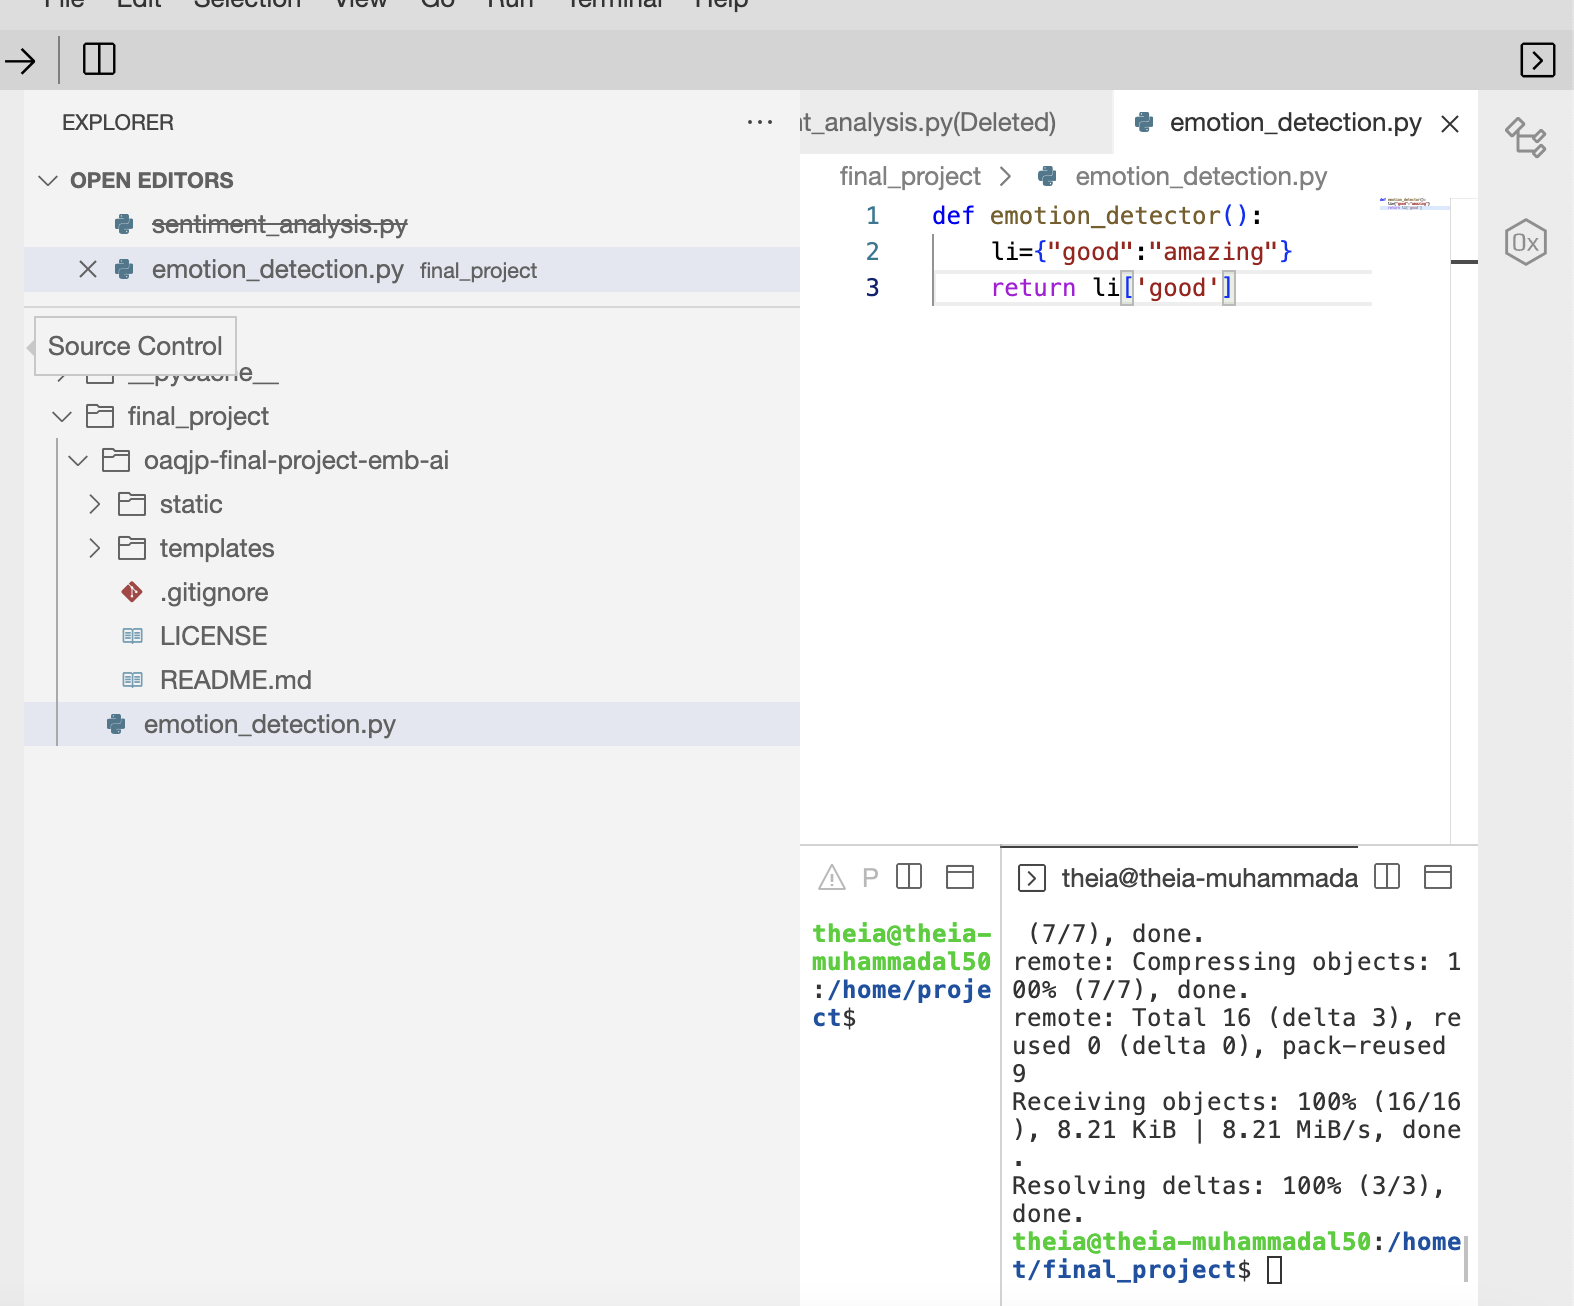 File Edit Selection View Go Run Terminal Help
EXPLORER
OPEN EDITORS
sentiment_analysis.py
emotion_detection.py final_project
Source Control
__pycache__
final_project
oaqjp-final-project-emb-ai
static
templates
.gitignore
LICENSE
README.md
emotion_detection.py
t_analysis.py(Deleted)
emotion_detection.py
final_project > emotion_detection.py
1 def emotion_detector():
2 li={"good":"amazing"}
3 return li['good']
0x
P
theia@theia-
muhammadal50
:/home/proje
ct$
theia@theia-muhammada
(7/7), done.
remote: Compressing objects: 1
00% (7/7), done.
remote: Total 16 (delta 3), re
used 0 (delta 0), pack-reused
9
Receiving objects: 100% (16/16
), 8.21 KiB | 8.21 MiB/s, done
.
Resolving deltas: 100% (3/3),
done.
theia@theia-muhammadal50:/home
t/final_project$